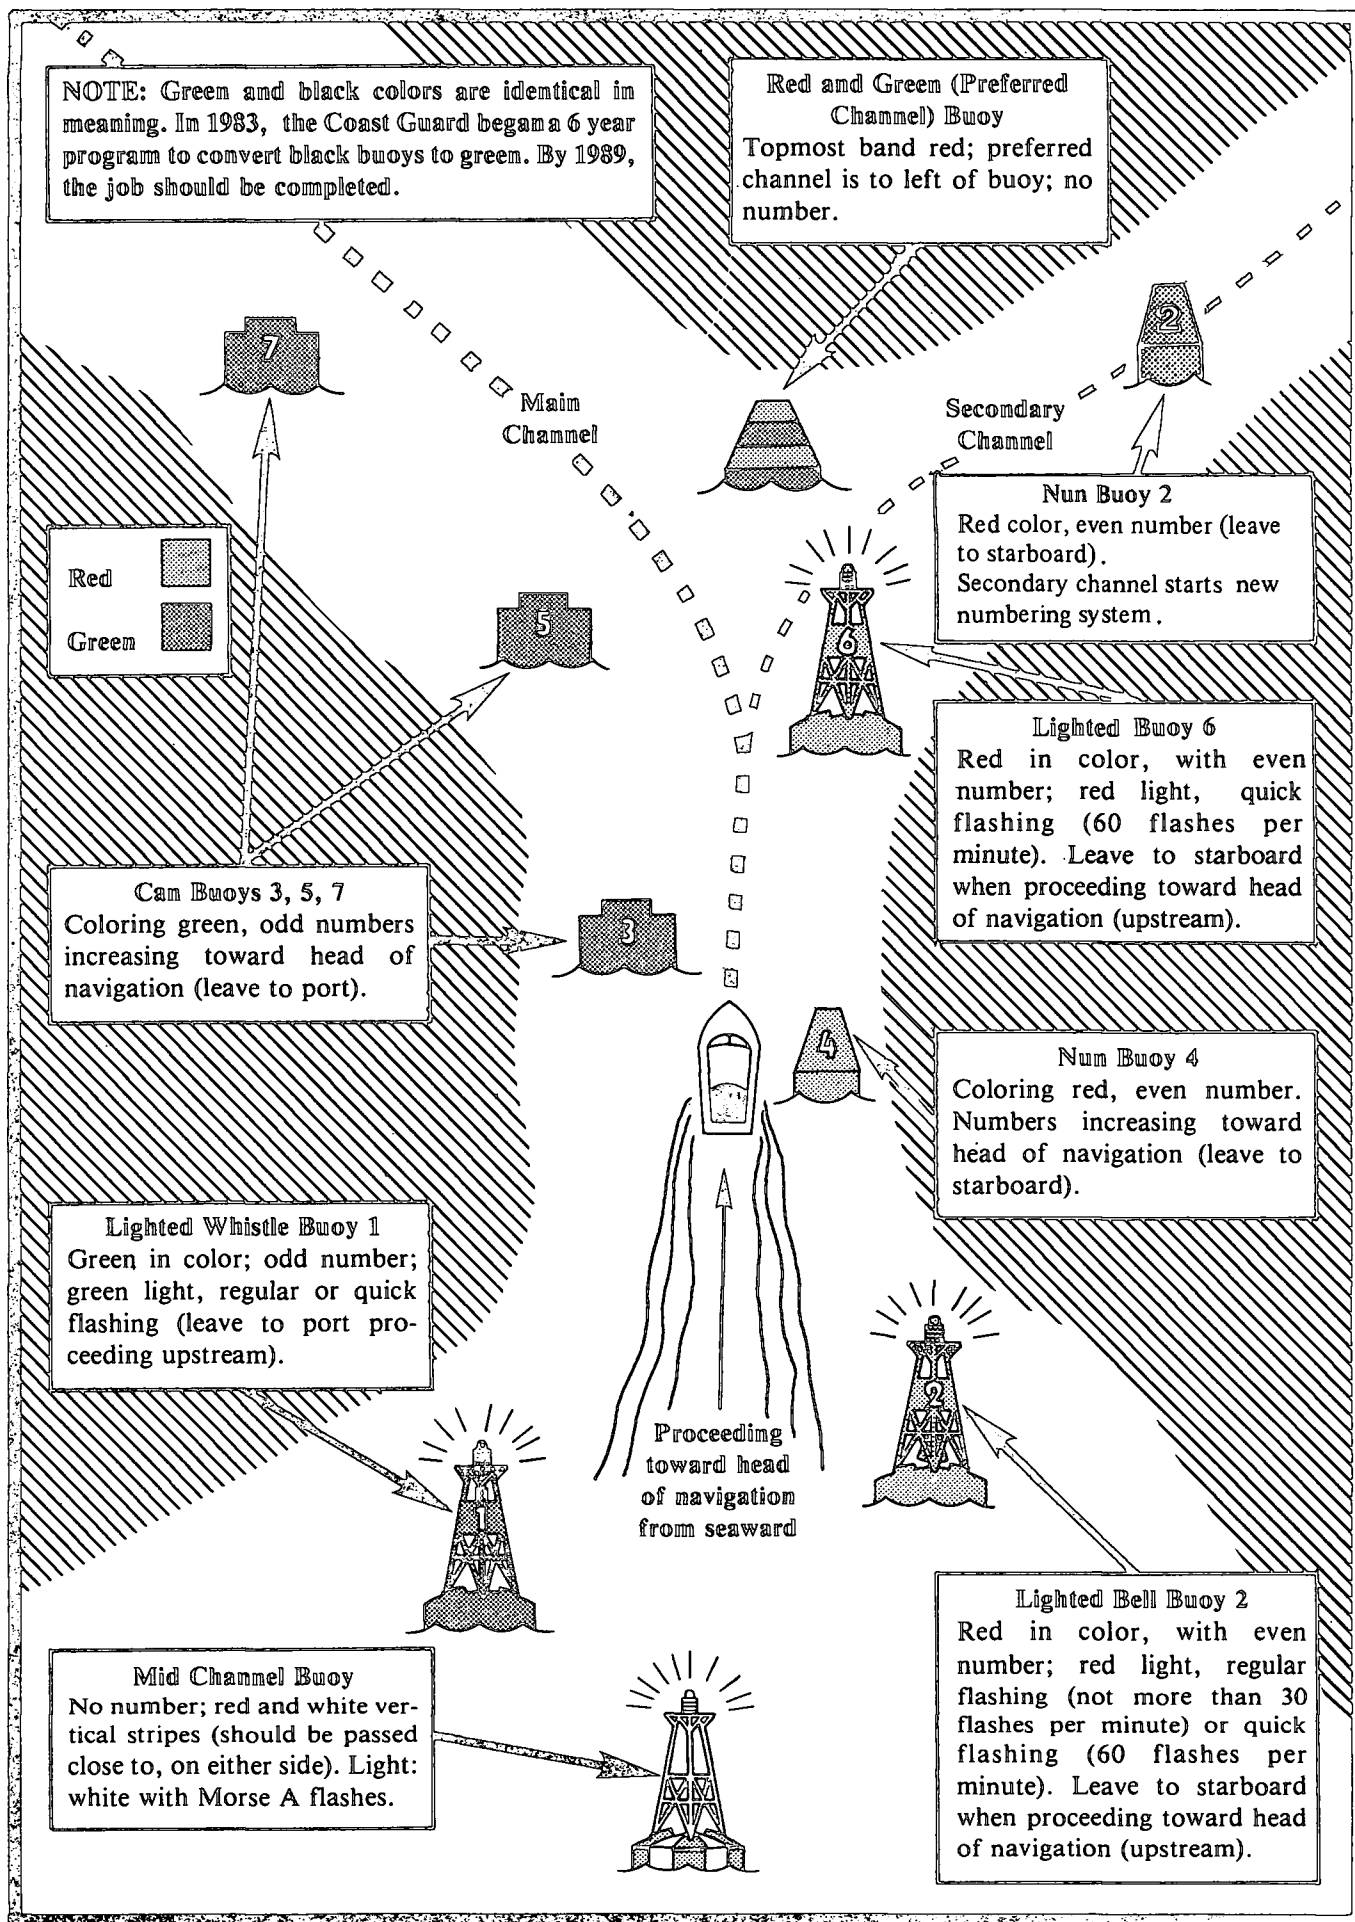 NOTE: Green and black colors are identical in
meaning. In 1983, the Coast Guard began a 6 year
program to convert black buoys to green. By 1989,
the job should be completed.
Red and Green (Preferred
Channel) Buoy
Topmost band red; preferred
channel is to left of buoy; no
number.
7
2
Main
Channel
Secondary
Channel
Nun Buoy 2
Red color, even number (leave
to starboard).
Secondary channel starts new
numbering system.
Red
Green
5
6
Lighted Buoy 6
Red in color, with even
number; red light, quick
flashing (60 flashes per
minute). Leave to starboard
when proceeding toward head
of navigation (upstream).
Can Buoys 3, 5, 7
Coloring green, odd numbers
increasing toward head of
navigation (leave to port).
3
4
Nun Buoy 4
Coloring red, even number.
Numbers increasing toward
head of navigation (leave to
starboard).
Lighted Whistle Buoy 1
Green in color; odd number;
green light, regular or quick
flashing (leave to port pro-
ceeding upstream).
2
1
Proceeding
toward head
of navigation
from seaward
Lighted Bell Buoy 2
Red in color, with even
number; red light, regular
flashing (not more than 30
flashes per minute) or quick
flashing (60 flashes per
minute). Leave to starboard
when proceeding toward head
of navigation (upstream).
Mid Channel Buoy
No number; red and white ver-
tical stripes (should be passed
close to, on either side). Light:
white with Morse A flashes.